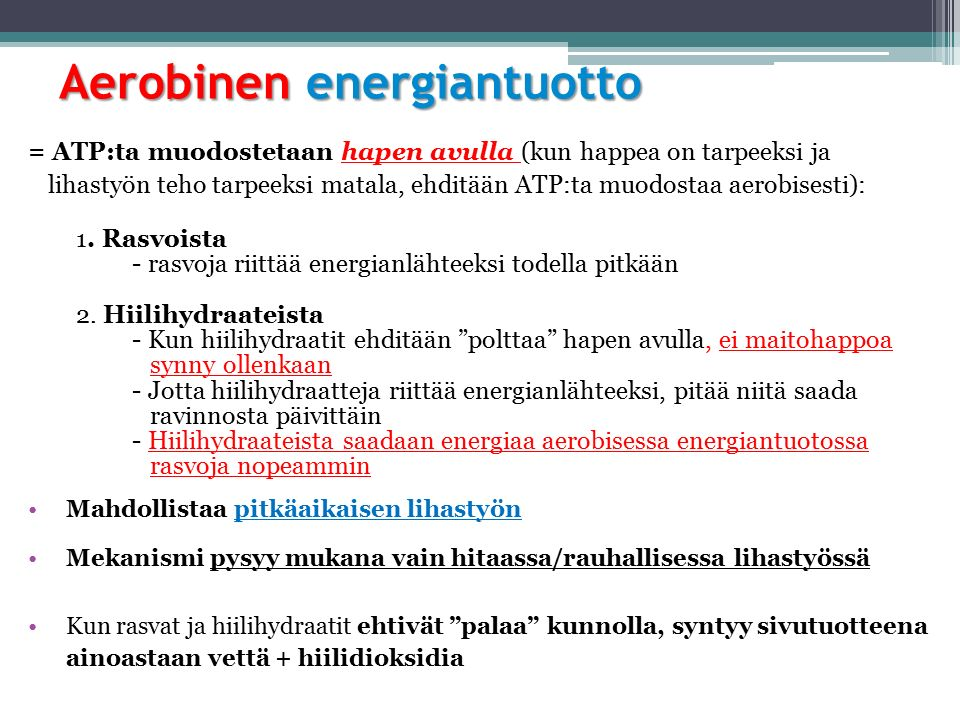 Aerobinen energiantuotto
= ATP:ta muodostetaan hapen avulla (kun happea on tarpeeksi ja
lihastyön teho tarpeeksi matala, ehditään ATP:ta muodostaa aerobisesti):
1. Rasvoista
- rasvoja riittää energianlähteeksi todella pitkään
2. Hiilihydraateista
- Kun hiilihydraatit ehditään ”polttaa” hapen avulla, ei maitohappoa
synny ollenkaan
- Jotta hiilihydraatteja riittää energianlähteeksi, pitää niitä saada
ravinnosta päivittäin
- Hiilihydraateista saadaan energiaa aerobisessa energiantuotossa
rasvoja nopeammin
• Mahdollistaa pitkäaikaisen lihastyön
• Mekanismi pysyy mukana vain hitaassa/rauhallisessa lihastyössä
• Kun rasvat ja hiilihydraatit ehtivät ”palaa” kunnolla, syntyy sivutuotteena
ainoastaan vettä + hiilidioksidia